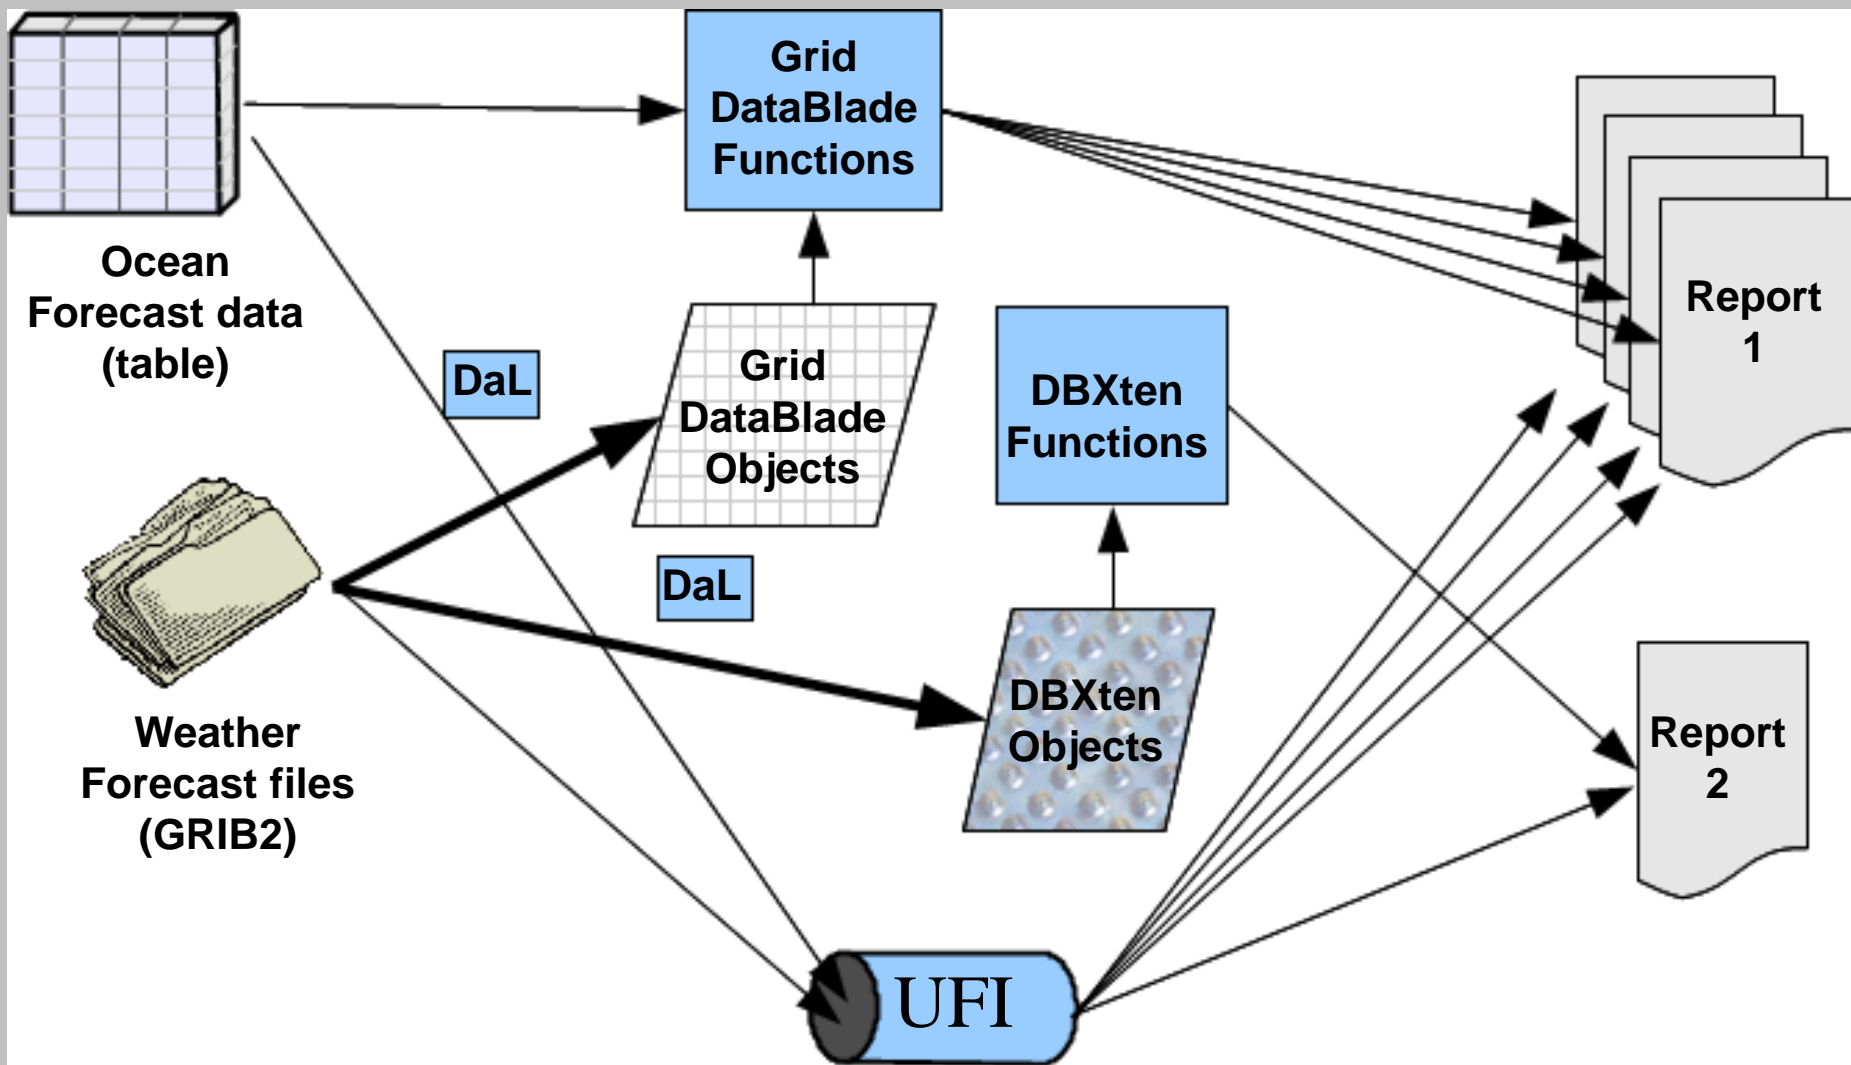 Grid
DataBlade
Functions
Ocean
Forecast data
(table)
DaL
Grid
DataBlade
Objects
DBXten
Functions
Report
1
DaL
Weather
Forecast files
(GRIB2)
DBXten
Objects
Report
2
UFI